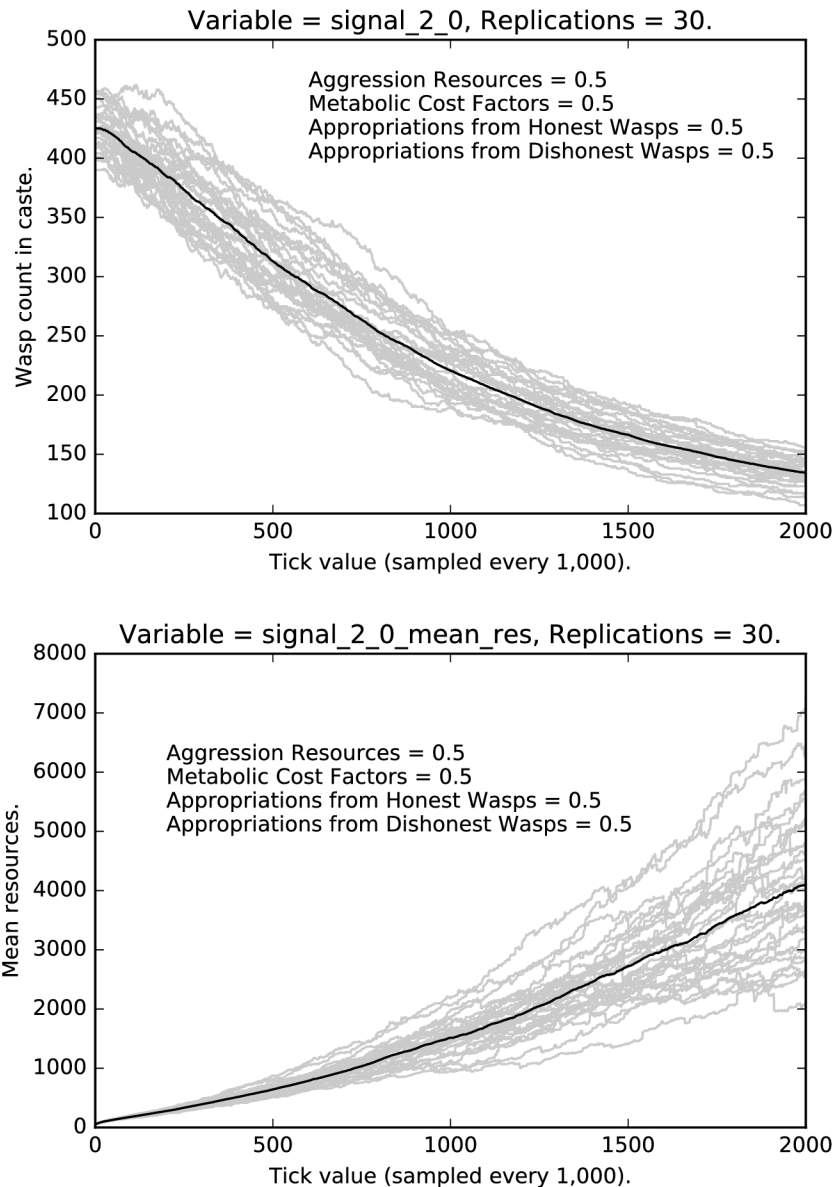 Variable = signal_2_0, Replications = 30.
500
450
400
350
300
250
200
150
100
Wasp count in caste.
Aggression Resources = 0.5
Metabolic Cost Factors = 0.5
Appropriations from Honest Wasps = 0.5
Appropriations from Dishonest Wasps = 0.5
0 500 1000 1500 2000
Tick value (sampled every 1,000).
Variable = signal_2_0_mean_res, Replications = 30.
8000
7000
6000
5000
4000
3000
2000
1000
0
Mean resources.
Aggression Resources = 0.5
Metabolic Cost Factors = 0.5
Appropriations from Honest Wasps = 0.5
Appropriations from Dishonest Wasps = 0.5
0 500 1000 1500 2000
Tick value (sampled every 1,000).